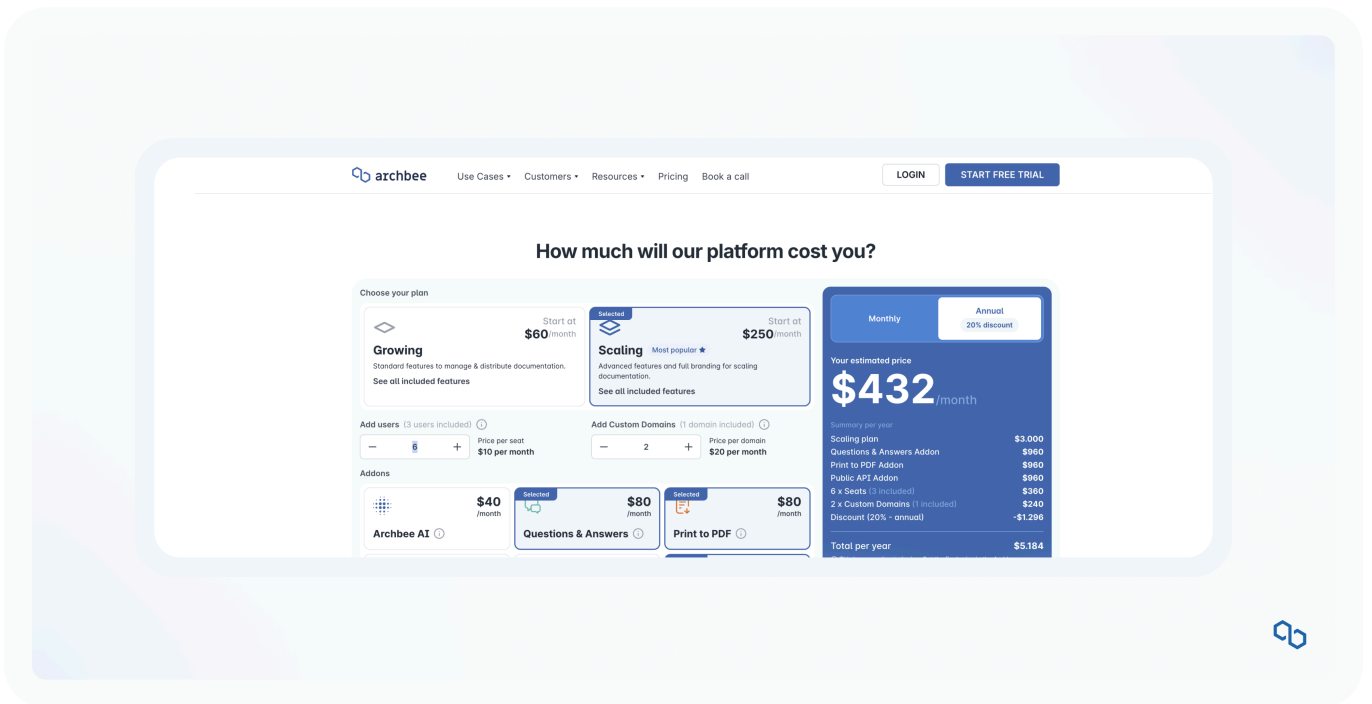 archbee
Use Cases Customers Resources Pricing Book a call
LOGIN
START FREE TRIAL
How much will our platform cost you?
Choose your plan
Start at
$60/month
Growing
Standard features to manage & distribute documentation.
See all included features
Selected
Start at
$250/month
Scaling
Most popular
Advanced features and full branding for scaling
documentation.
See all included features
Add users (3 users included)
6
Price per seat
$10 per month
Add Custom Domains (1 domain included)
2
Price per domain
$20 per month
Addons
$40
/month
Archbee AI
Selected
$80
/month
Questions & Answers
Selected
$80
/month
Print to PDF
Monthly
Annual
20% discount
Your estimated price
$432/month
Summary per year
Scaling plan $3.000
Questions & Answers Addon $960
Print to PDF Addon $960
Public API Addon $960
6 x Seats (3 included) $360
2 x Custom Domains (1 included) $240
Discount (20% - annual) -$1.296
Total per year $5.184